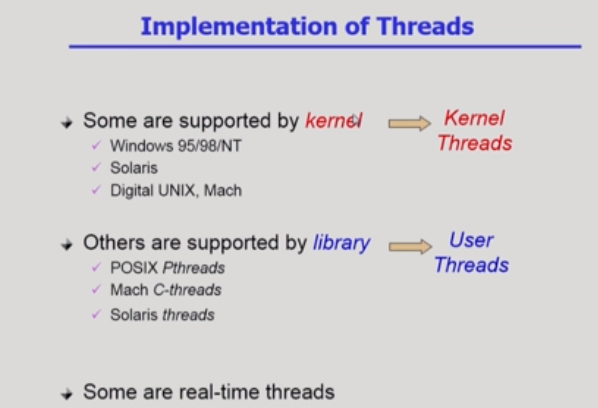 Implementation of Threads
Some are supported by kernel
Kernel
Threads
Windows 95/98/NT
Solaris
Digital UNIX, Mach
Others are supported by library
User
Threads
POSIX Pthreads
Mach C-threads
Solaris threads
Some are real-time threads